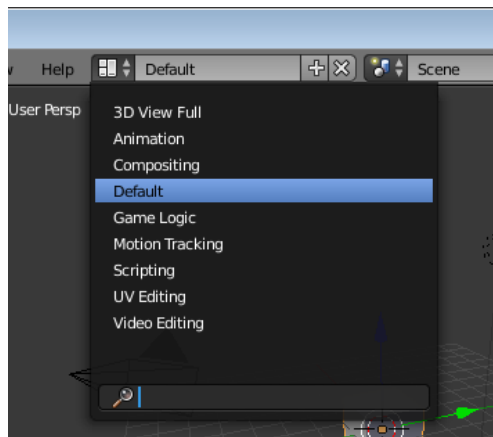 Help Default Scene
User Persp
3D View Full
Animation
Compositing
Default
Game Logic
Motion Tracking
Scripting
UV Editing
Video Editing